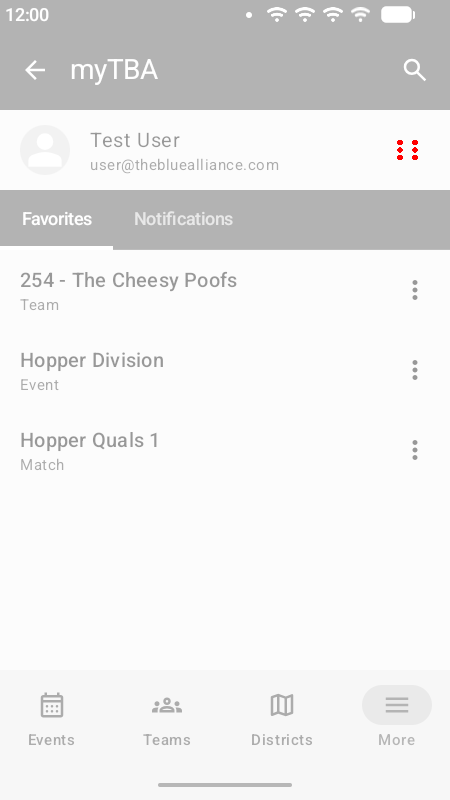 12:00
myTBA
Test User
user@thebluealliance.com
Favorites Notifications
254 - The Cheesy Poofs
Team
Hopper Division
Event
Hopper Quals 1
Match
Events Teams Districts More